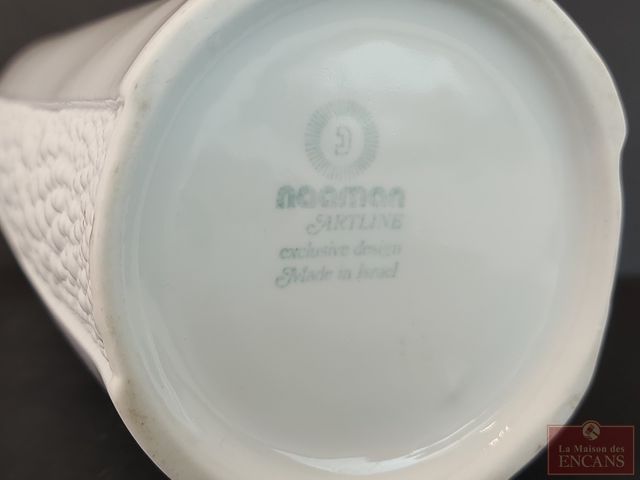 נ
naaman
ARTLINE
exclusive design
Made in Israel
La Maison des
ENCANS